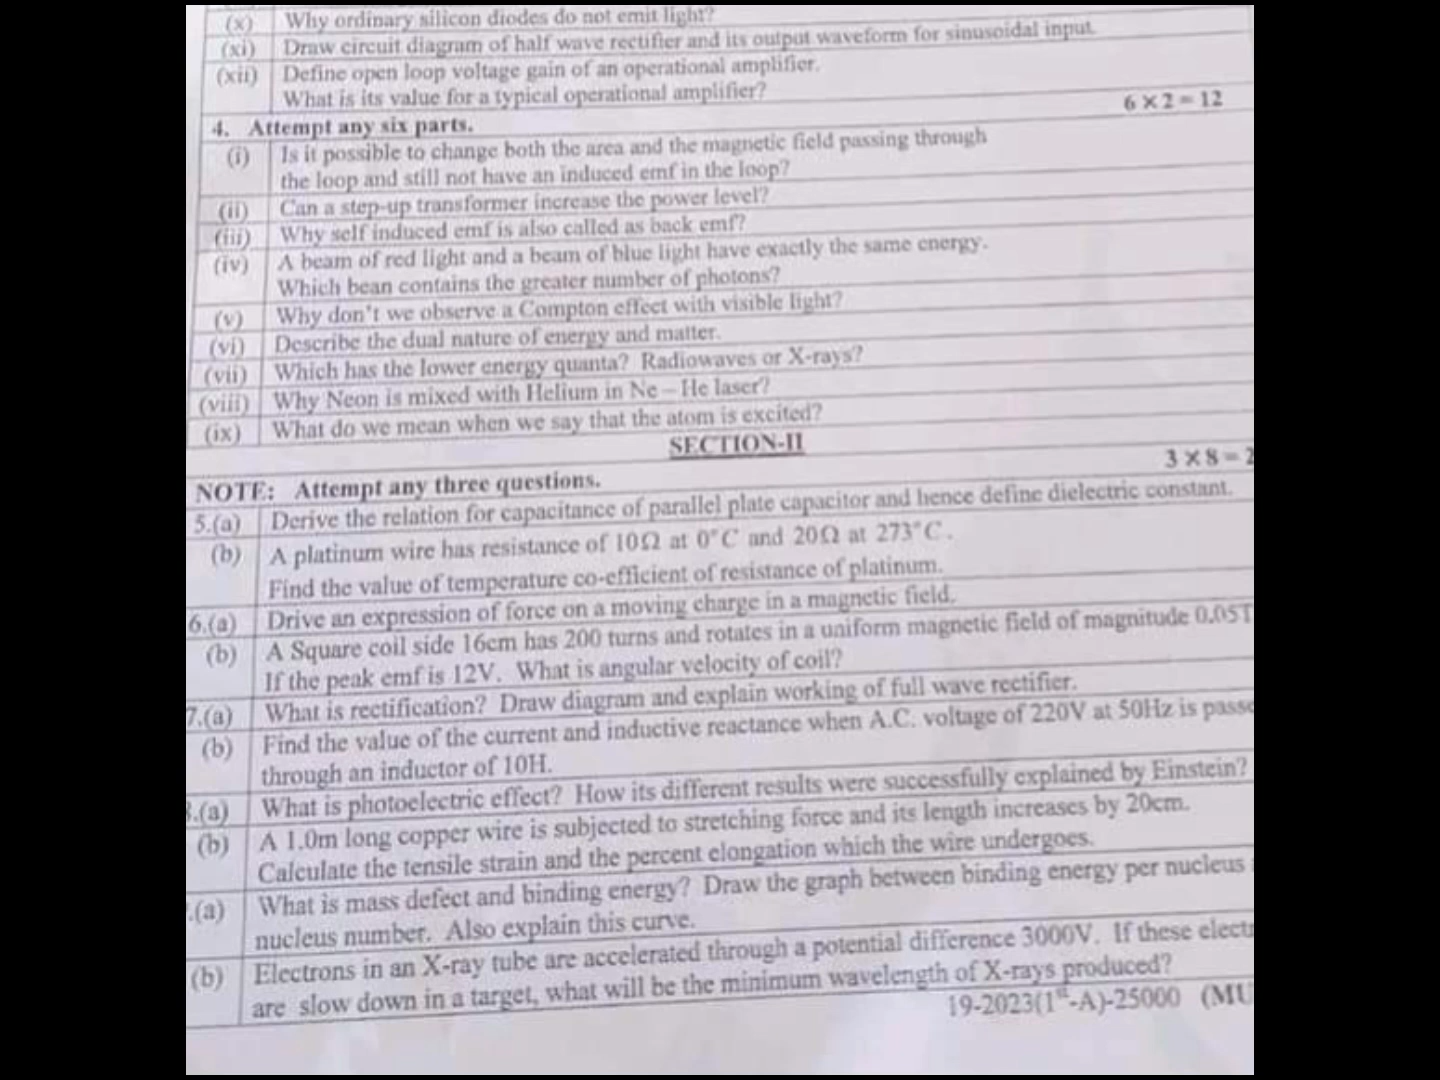 (x) Why ordinary silicon diodes do not emit light?
(xi) Draw circuit diagram of half wave rectifier and its output waveform for sinusoidal input.
(xii) Define open loop voltage gain of an operational amplifier.
What is its value for a typical operational amplifier?
4. Attempt any six parts. 6 × 2 = 12
(i) Is it possible to change both the area and the magnetic field passing through
the loop and still not have an induced emf in the loop?
(ii) Can a step-up transformer increase the power level?
(iii) Why self induced emf is also called as back emf?
(iv) A beam of red light and a beam of blue light have exactly the same energy.
Which bean contains the greater number of photons?
(v) Why don't we observe a Compton effect with visible light?
(vi) Describe the dual nature of energy and matter.
(vii) Which has the lower energy quanta? Radiowaves or X-rays?
(viii) Why Neon is mixed with Helium in Ne – He laser?
(ix) What do we mean when we say that the atom is excited?
SECTION-II
NOTE: Attempt any three questions. 3 × 8 = 2
5.(a) Derive the relation for capacitance of parallel plate capacitor and hence define dielectric constant.
(b) A platinum wire has resistance of 10Ω at 0°C and 20Ω at 273°C.
Find the value of temperature co-efficient of resistance of platinum.
6.(a) Drive an expression of force on a moving charge in a magnetic field.
(b) A Square coil side 16cm has 200 turns and rotates in a uniform magnetic field of magnitude 0.05T
If the peak emf is 12V. What is angular velocity of coil?
7.(a) What is rectification? Draw diagram and explain working of full wave rectifier.
(b) Find the value of the current and inductive reactance when A.C. voltage of 220V at 50Hz is passe
through an inductor of 10H.
.(a) What is photoelectric effect? How its different results were successfully explained by Einstein?
(b) A 1.0m long copper wire is subjected to stretching force and its length increases by 20cm.
Calculate the tensile strain and the percent elongation which the wire undergoes.
.(a) What is mass defect and binding energy? Draw the graph between binding energy per nucleus
nucleus number. Also explain this curve.
(b) Electrons in an X-ray tube are accelerated through a potential difference 3000V. If these electr
are slow down in a target, what will be the minimum wavelength of X-rays produced?
19-2023(1st-A)-25000 (MU